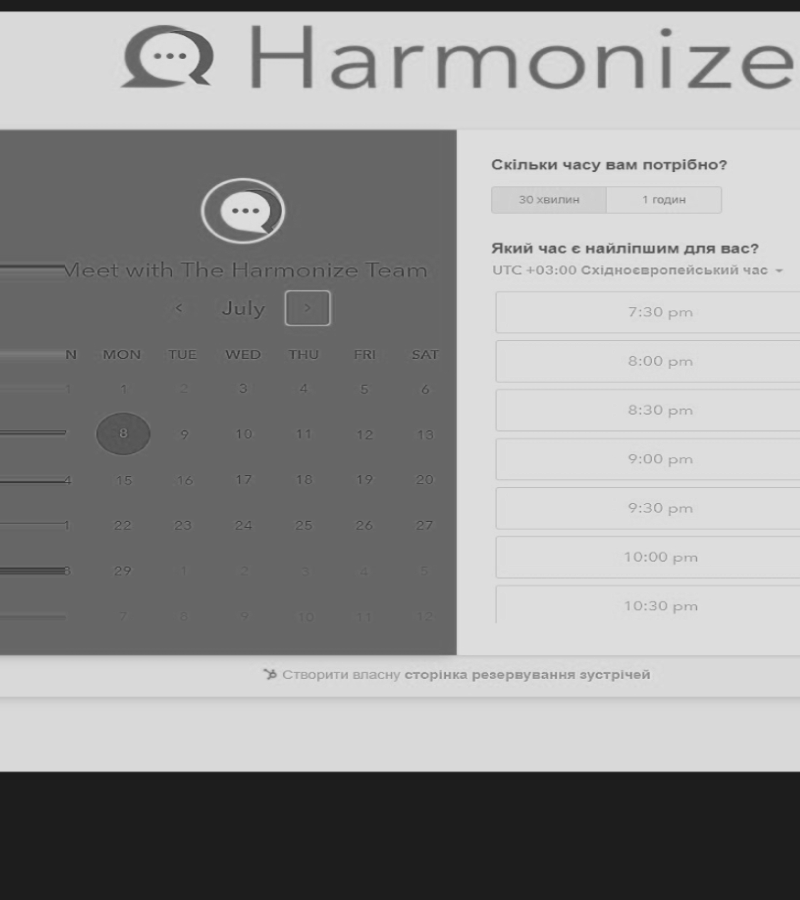 Harmonize
Meet with The Harmonize Team
‹ July ›
N MON TUE WED THU FRI SAT
1 2 3 4 5 6
8 9 10 11 12 13
4 15 16 17 18 19 20
1 22 23 24 25 26 27
8 29 1 2 3 4 5
7 8 9 10 11 12
Скільки часу вам потрібно?
30 хвилин 1 годин
Який час є найліпшим для вас?
UTC +03:00 Східноєвропейський час
7:30 pm
8:00 pm
8:30 pm
9:00 pm
9:30 pm
10:00 pm
10:30 pm
Створити власну сторінка резервування зустрічей